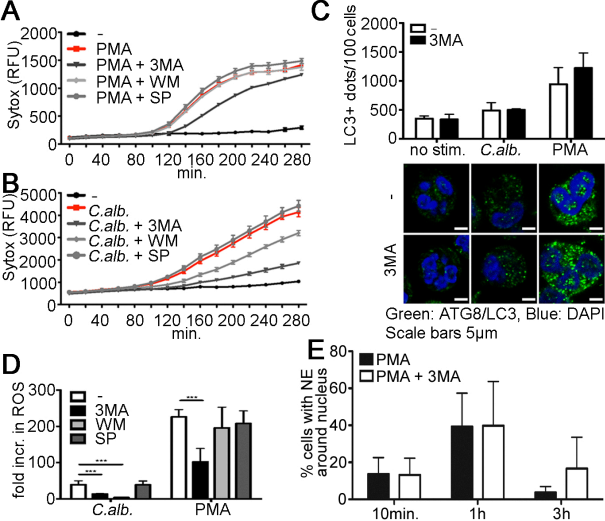 A
Sytox (RFU)
2000
1500
1000
500
0
-
PMA
PMA + 3MA
PMA + WM
PMA + SP
0 40 80 120 160 200 240 280
min.
B
Sytox (RFU)
5000
4000
3000
2000
1000
0
-
C.alb.
C.alb. + 3MA
C.alb. + WM
C.alb. + SP
0 40 80 120 160 200 240 280
min.
C
LC3+ dots/100 cells
2000
1500
1000
500
0
-
3MA
no stim. C.alb. PMA
-
3MA
Green: ATG8/LC3, Blue: DAPI
Scale bars 5µm
D
fold incr. in ROS
300
200
100
0
-
3MA
WM
SP
***
***
***
C.alb. PMA
E
% cells with NE
around nucleus
80
60
40
20
0
PMA
PMA + 3MA
10min. 1h 3h